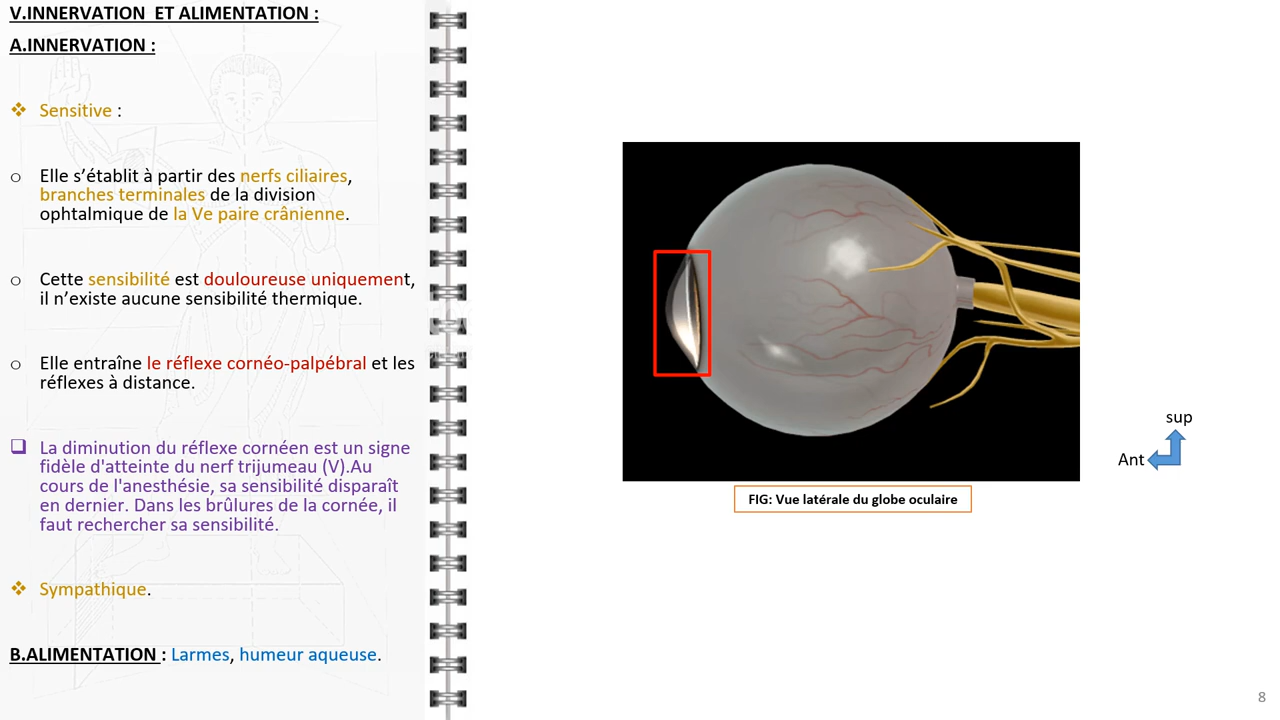 V.INNERVATION ET ALIMENTATION :
A.INNERVATION :
❖ Sensitive :
o Elle s’établit à partir des nerfs ciliaires,
branches terminales de la division
ophtalmique de la Ve paire crânienne.
o Cette sensibilité est douloureuse uniquement,
il n’existe aucune sensibilité thermique.
o Elle entraîne le réflexe cornéo-palpébral et les
réflexes à distance.
❑ La diminution du réflexe cornéen est un signe
fidèle d'atteinte du nerf trijumeau (V).Au
cours de l'anesthésie, sa sensibilité disparaît
en dernier. Dans les brûlures de la cornée, il
faut rechercher sa sensibilité.
❖ Sympathique.
B.ALIMENTATION : Larmes, humeur aqueuse.
sup
Ant
FIG: Vue latérale du globe oculaire
8